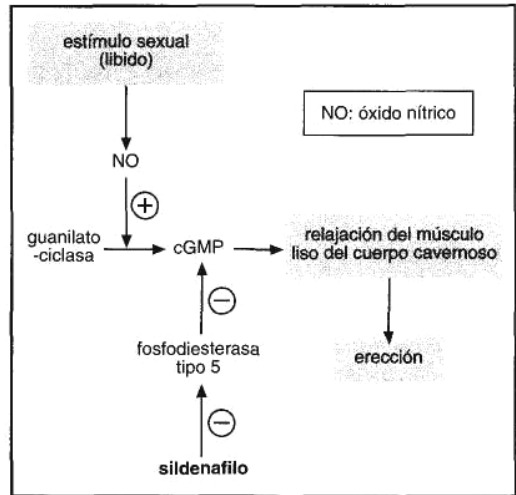 estímulo sexual
(libido)
NO: óxido nítrico
NO
+
guanilato
-ciclasa
cGMP
relajación del músculo
liso del cuerpo cavernoso
−
fosfodiesterasa
tipo 5
erección
−
sildenafilo